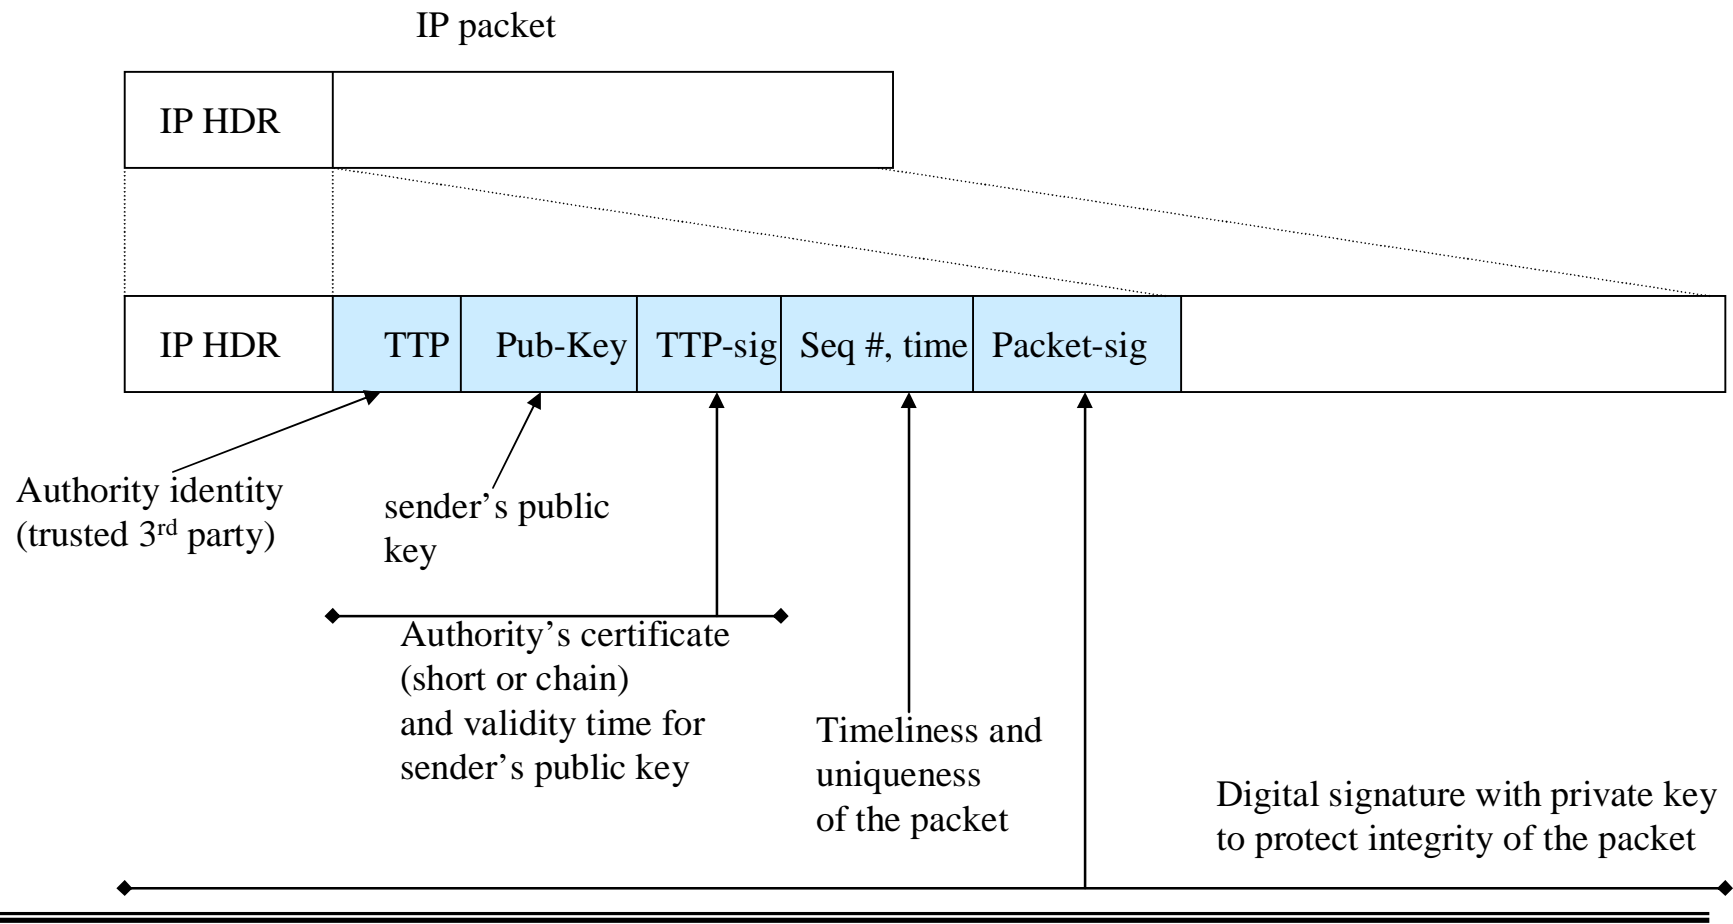 IP packet
IP HDR
IP HDR
TTP
Pub-Key
TTP-sig
Seq #, time
Packet-sig
Authority identity
(trusted 3rd party)
sender’s public
key
Authority’s certificate
(short or chain)
and validity time for
sender’s public key
Timeliness and
uniqueness
of the packet
Digital signature with private key
to protect integrity of the packet